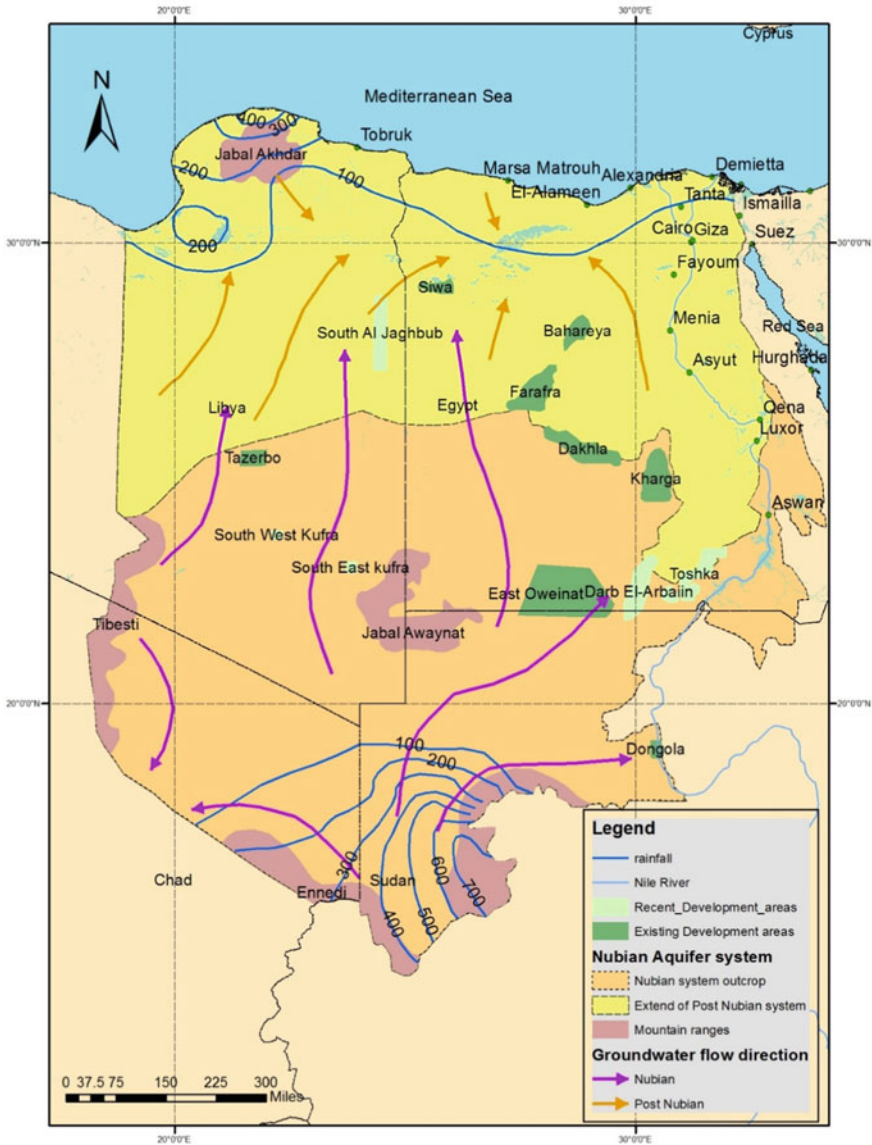 20°0'0"E
30°0'0"E
Cyprus
N
Mediterranean Sea
400
300
Tobruk
Jabal Akhdar
200
100
Marsa Matrouh
Alexandria
Demietta
El-Alameen
Tanta
Ismailla
200
Cairo
Giza
Suez
30°0'0"N
30°0'0"N
Fayoum
Siwa
South Al Jaghbub
Bahareya
Menia
Red Sea
Asyut
Hurghada
Farafra
Libya
Egypt
Qena
Luxor
Tazerbo
Dakhla
Kharga
Aswan
South West Kufra
South East kufra
Toshka
East Oweinat
Darb El-Arbaiin
Tibesti
Jabal Awaynat
20°0'0"N
20°0'0"N
100
200
Dongola
300
600
700
Chad
Ennedi
Sudan
400
500
Legend
rainfall
Nile River
Recent_Development_areas
Existing Development areas
Nubian Aquifer system
Nubian system outcrop
Extend of Post Nubian system
Mountain ranges
Groundwater flow direction
Nubian
Post Nubian
0 37.5 75 150 225 300
Miles
20°0'0"E
30°0'0"E